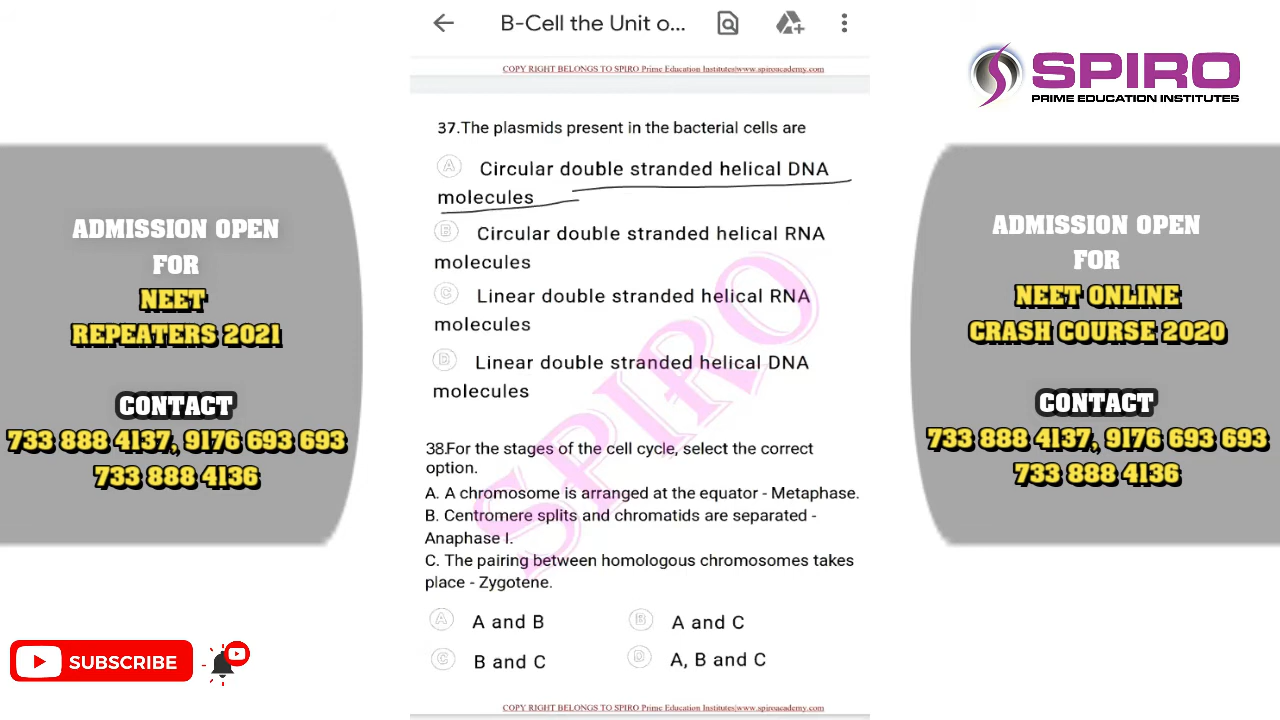 B-Cell the Unit o...
COPY RIGHT BELONGS TO SPIRO Prime Education Institutes|www.spiroacademy.com
SPIRO
PRIME EDUCATION INSTITUTES
37.The plasmids present in the bacterial cells are
A Circular double stranded helical DNA
molecules
B Circular double stranded helical RNA
molecules
C Linear double stranded helical RNA
molecules
D Linear double stranded helical DNA
molecules
38.For the stages of the cell cycle, select the correct
option.
A. A chromosome is arranged at the equator - Metaphase.
B. Centromere splits and chromatids are separated -
Anaphase I.
C. The pairing between homologous chromosomes takes
place - Zygotene.
A A and B B A and C
C B and C D A, B and C
SPIRO
COPY RIGHT BELONGS TO SPIRO Prime Education Institutes|www.spiroacademy.com
ADMISSION OPEN
FOR
NEET
REPEATERS 2021
CONTACT
733 888 4137, 9176 693 693
733 888 4136
ADMISSION OPEN
FOR
NEET ONLINE
CRASH COURSE 2020
CONTACT
733 888 4137, 9176 693 693
733 888 4136
SUBSCRIBE